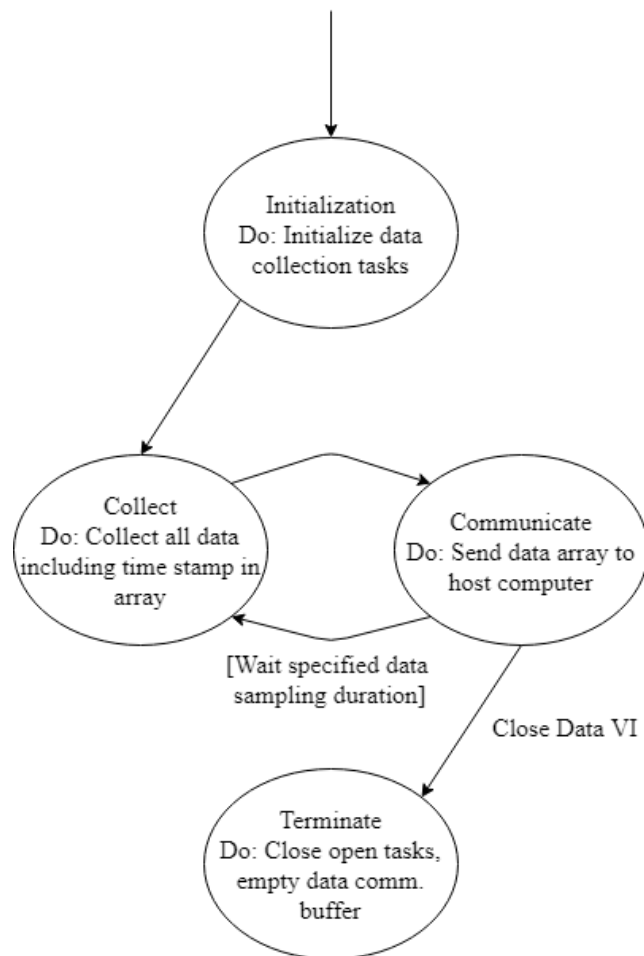 Initialization
Do: Initialize data
collection tasks
Collect
Do: Collect all data
including time stamp in
array
Communicate
Do: Send data array to
host computer
[Wait specified data
sampling duration]
Close Data VI
Terminate
Do: Close open tasks,
empty data comm.
buffer